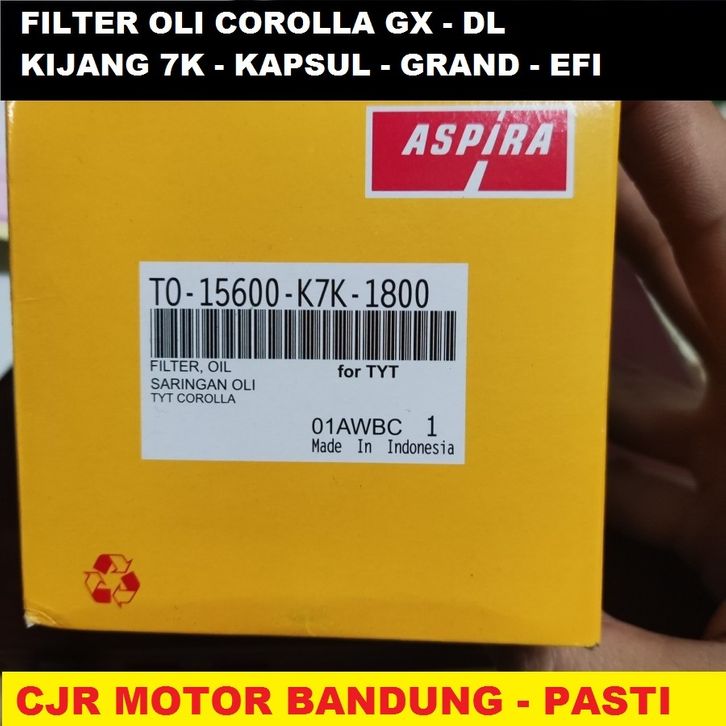 FILTER OLI COROLLA GX - DL
KIJANG 7K - KAPSUL - GRAND - EFI
ASPIRA
TO-15600-K7K-1800
FILTER, OIL
for TYT
SARINGAN OLI
TYT COROLLA
01AWBC 1
Made In Indonesia
CJR MOTOR BANDUNG - PASTI